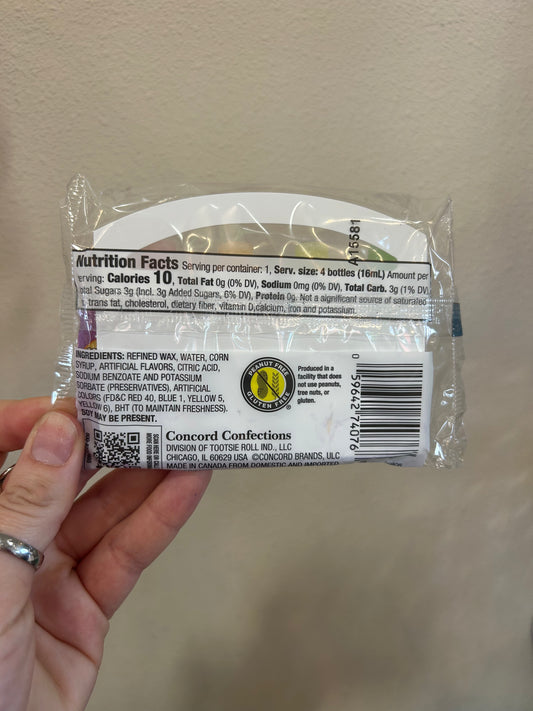 A15581
Nutrition Facts Serving per container: 1, Serv. size: 4 bottles (16mL) Amount per
serving: Calories 10, Total Fat 0g (0% DV), Sodium 0mg (0% DV), Total Carb. 3g (1% DV),
Total Sugars 3g (Incl. 3g Added Sugars, 6% DV), Protein 0g. Not a significant source of saturated
trans fat, cholesterol, dietary fiber, vitamin D, calcium, iron and potassium.
INGREDIENTS: REFINED WAX, WATER, CORN
SYRUP, ARTIFICIAL FLAVORS, CITRIC ACID,
SODIUM BENZOATE AND POTASSIUM
SORBATE (PRESERVATIVES), ARTIFICIAL
COLORS (FD&C RED 40, BLUE 1, YELLOW 5,
YELLOW 6), BHT (TO MAINTAIN FRESHNESS).
SOY MAY BE PRESENT.
PEANUT FREE
GLUTEN FREE
®
Produced in a
facility that does
not use peanuts,
tree nuts, or
gluten.
0 59642 74076
Concord Confections
DIVISION OF TOOTSIE ROLL IND., LLC
CHICAGO, IL 60629 USA ©CONCORD BRANDS, ULC
MADE IN CANADA FROM DOMESTIC AND IMPORTED